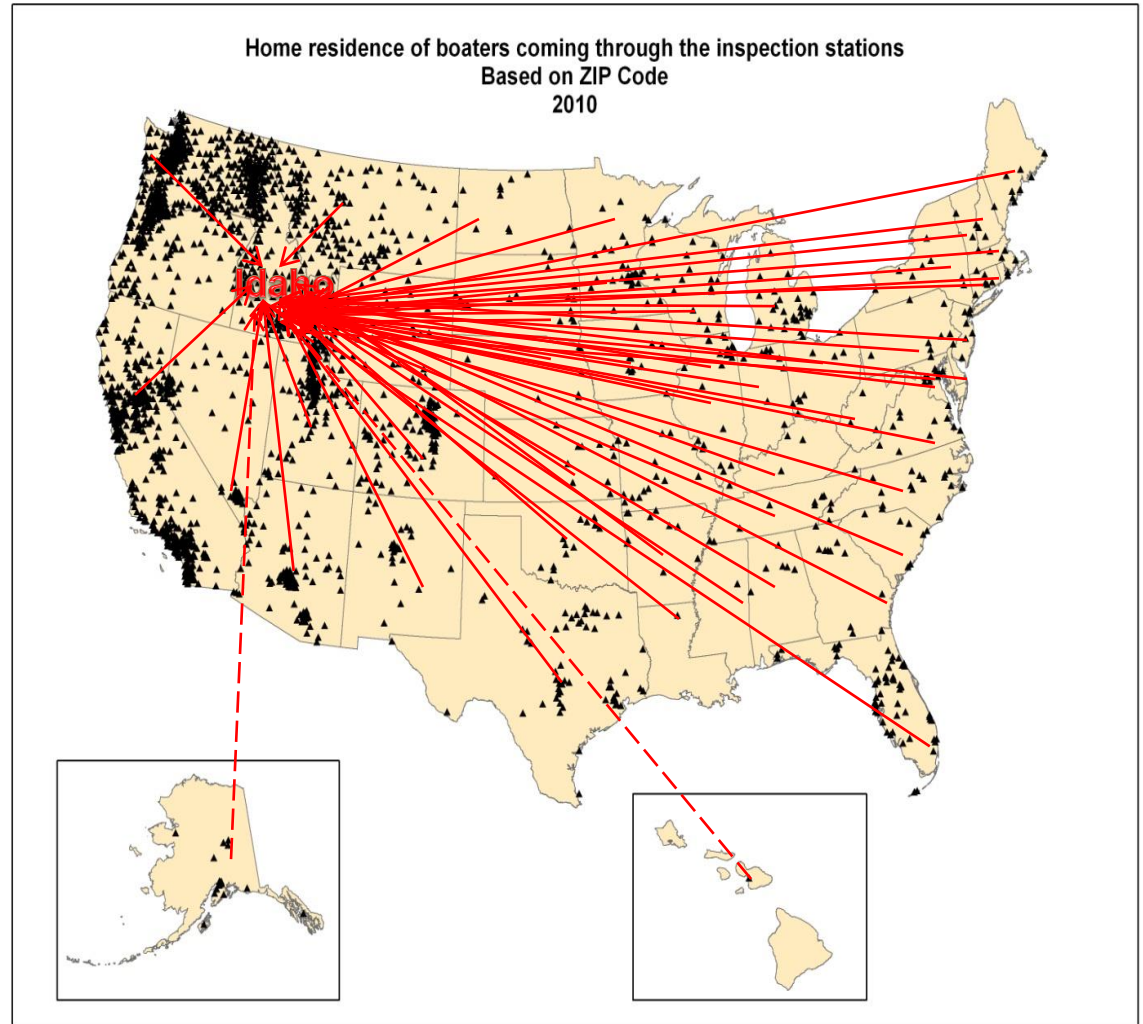 Home residence of boaters coming through the inspection stations
Based on ZIP Code
2010
Idaho